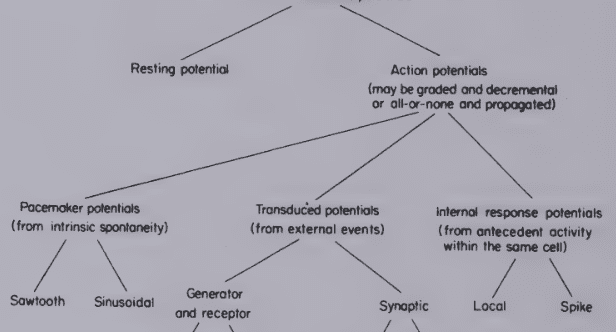 Resting potential
Action potentials
(may be graded and decremental
or all-or-none and propagated)
Pacemaker potentials
(from intrinsic spontaneity)
Transduced potentials
(from external events)
Internal response potentials
(from antecedent activity
within the same cell)
Sawtooth
Sinusoidal
Generator
and receptor
Synaptic
Local
Spike